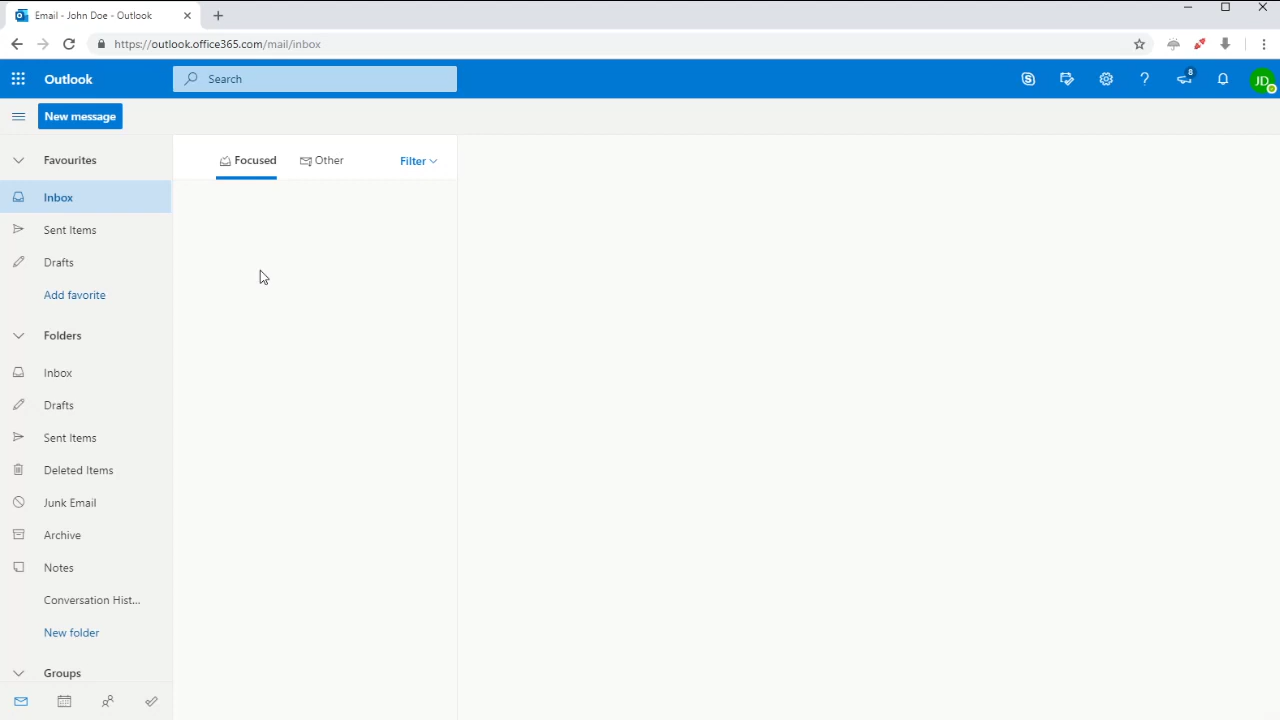 Email - John Doe - Outlook
https://outlook.office365.com/mail/inbox
Outlook
Search
8
JD
New message
Favourites
Focused
Other
Filter
Inbox
Sent Items
Drafts
Add favorite
Folders
Inbox
Drafts
Sent Items
Deleted Items
Junk Email
Archive
Notes
Conversation Hist...
New folder
Groups